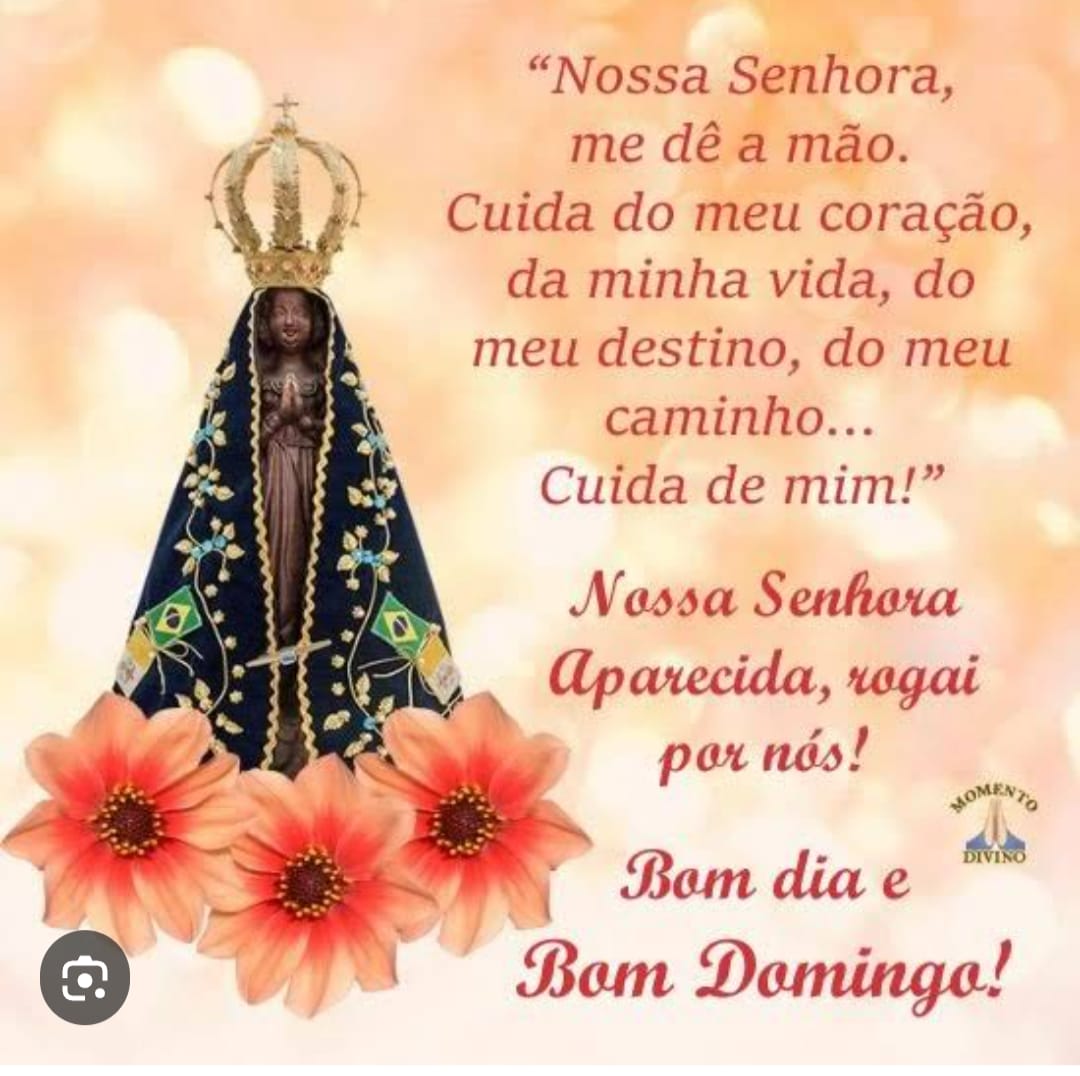 “Nossa Senhora,
me dê a mão.
Cuida do meu coração,
da minha vida, do
meu destino, do meu
caminho...
Cuida de mim!”
Nossa Senhora
Aparecida, rogai
por nós!
MOMENTO
DIVINO
Bom dia e
Bom Domingo!